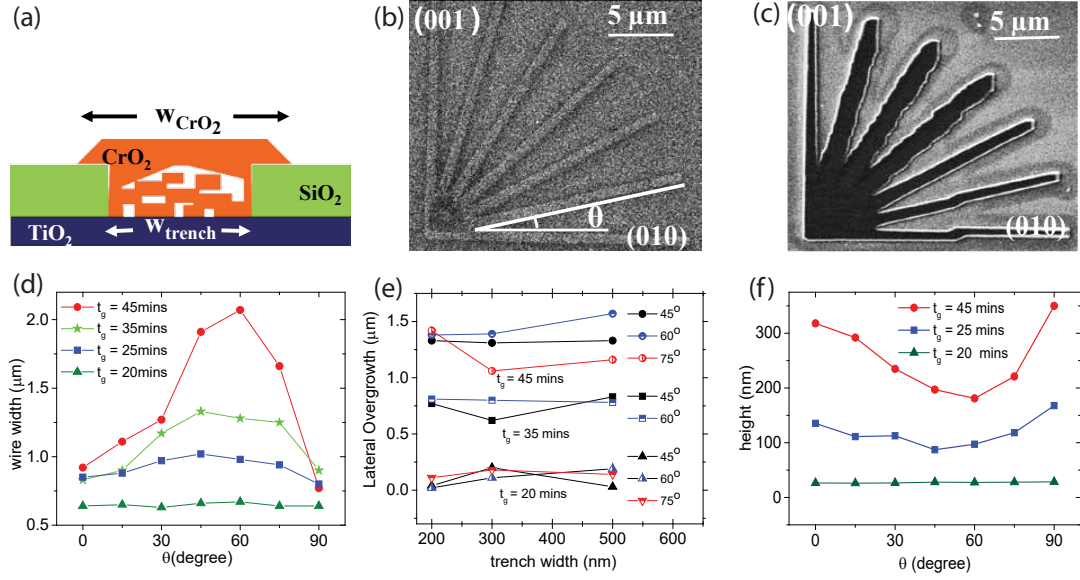 (a)
W_CrO₂
CrO₂
SiO₂
TiO₂
W_trench
(b)
(001)
5 µm
θ
(010)
(c)
(001)
5 µm
(010)
(d)
t_g = 45mins
t_g = 35mins
t_g = 25mins
t_g = 20mins
wire width (µm)
2.0
1.5
1.0
0.5
0 30 60 90
θ(degree)
(e)
Lateral Overgrowth (µm)
1.5
1.0
0.5
0.0
45°
60°
75°
t_g = 45 mins
45°
60°
t_g = 35 mins
45°
60°
75°
t_g = 20 mins
200 300 400 500 600
trench width (nm)
(f)
t_g = 45 mins
t_g = 25 mins
t_g = 20 mins
height (nm)
300
200
100
0
0 30 60 90
θ (degree)